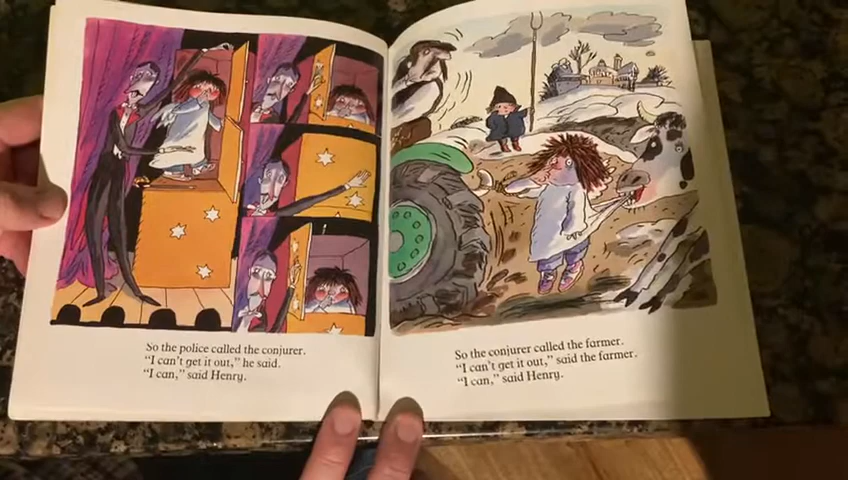 So the police called the conjurer.
"I can't get it out," he said.
"I can," said Henry.
So the conjurer called the farmer.
"I can't get it out," said the farmer.
"I can," said Henry.